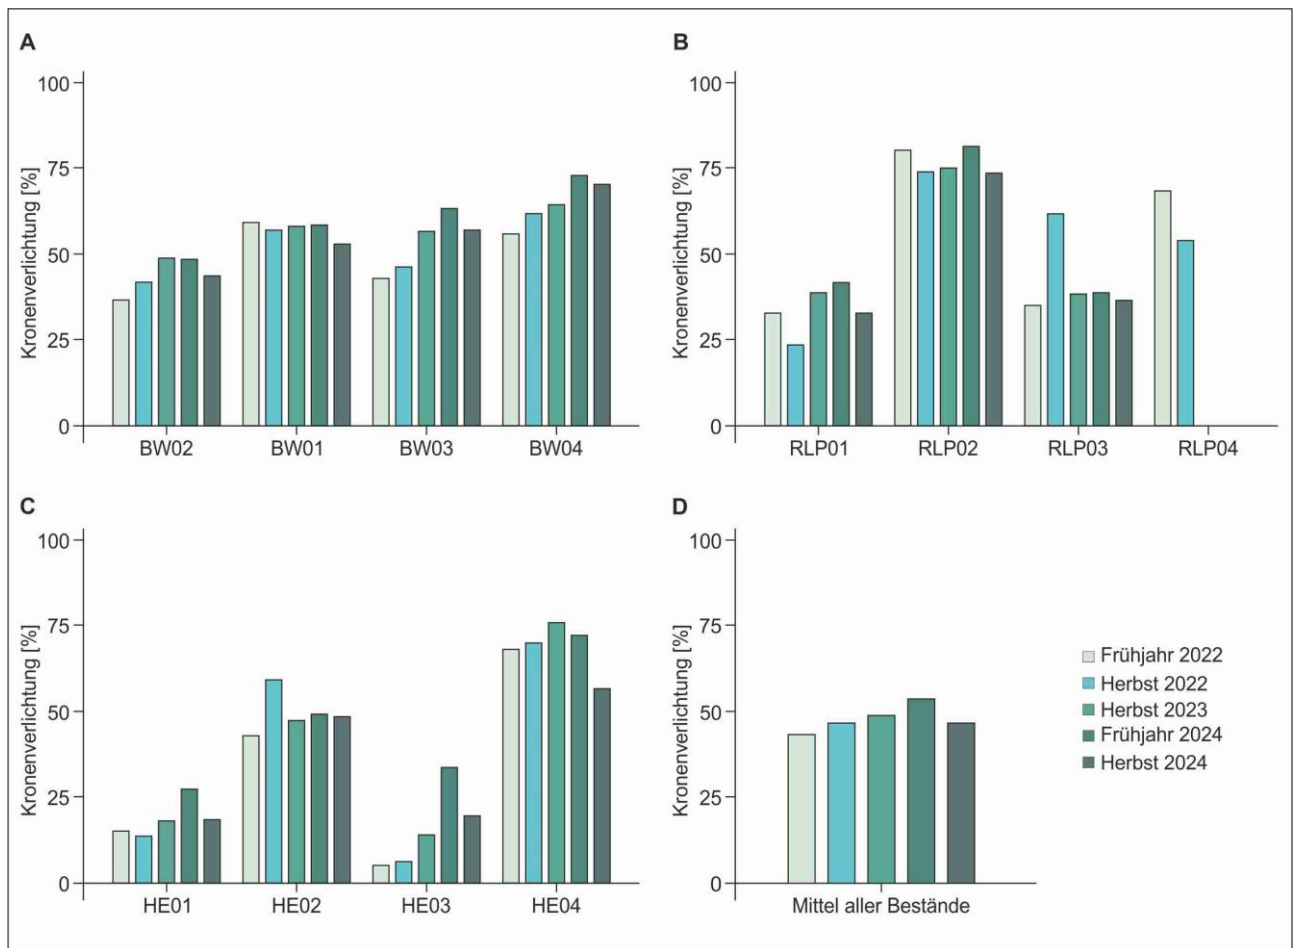 A
Kronenverlichtung [%]
100
75
50
25
0
BW02 BW01 BW03 BW04
B
Kronenverlichtung [%]
100
75
50
25
0
RLP01 RLP02 RLP03 RLP04
C
Kronenverlichtung [%]
100
75
50
25
0
HE01 HE02 HE03 HE04
D
Kronenverlichtung [%]
100
75
50
25
0
Mittel aller Bestände
Frühjahr 2022
Herbst 2022
Herbst 2023
Frühjahr 2024
Herbst 2024